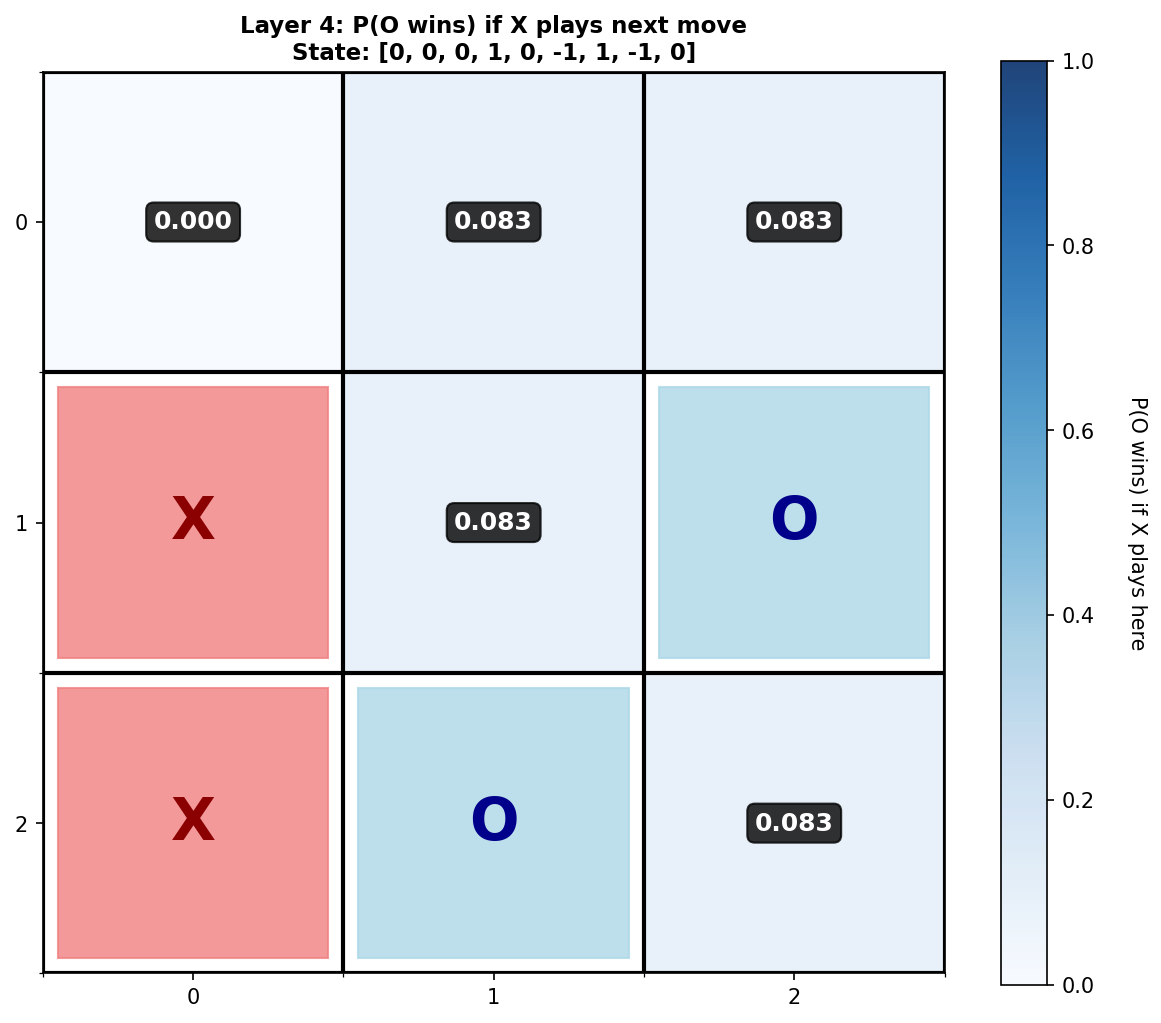 Layer 4: P(O wins) if X plays next move
State: [0, 0, 0, 1, 0, -1, 1, -1, 0]
0.000 0.083 0.083
X 0.083 O
X O 0.083
0
1
2
0 1 2
1.0
0.8
0.6
0.4
0.2
0.0
P(O wins) if X plays here